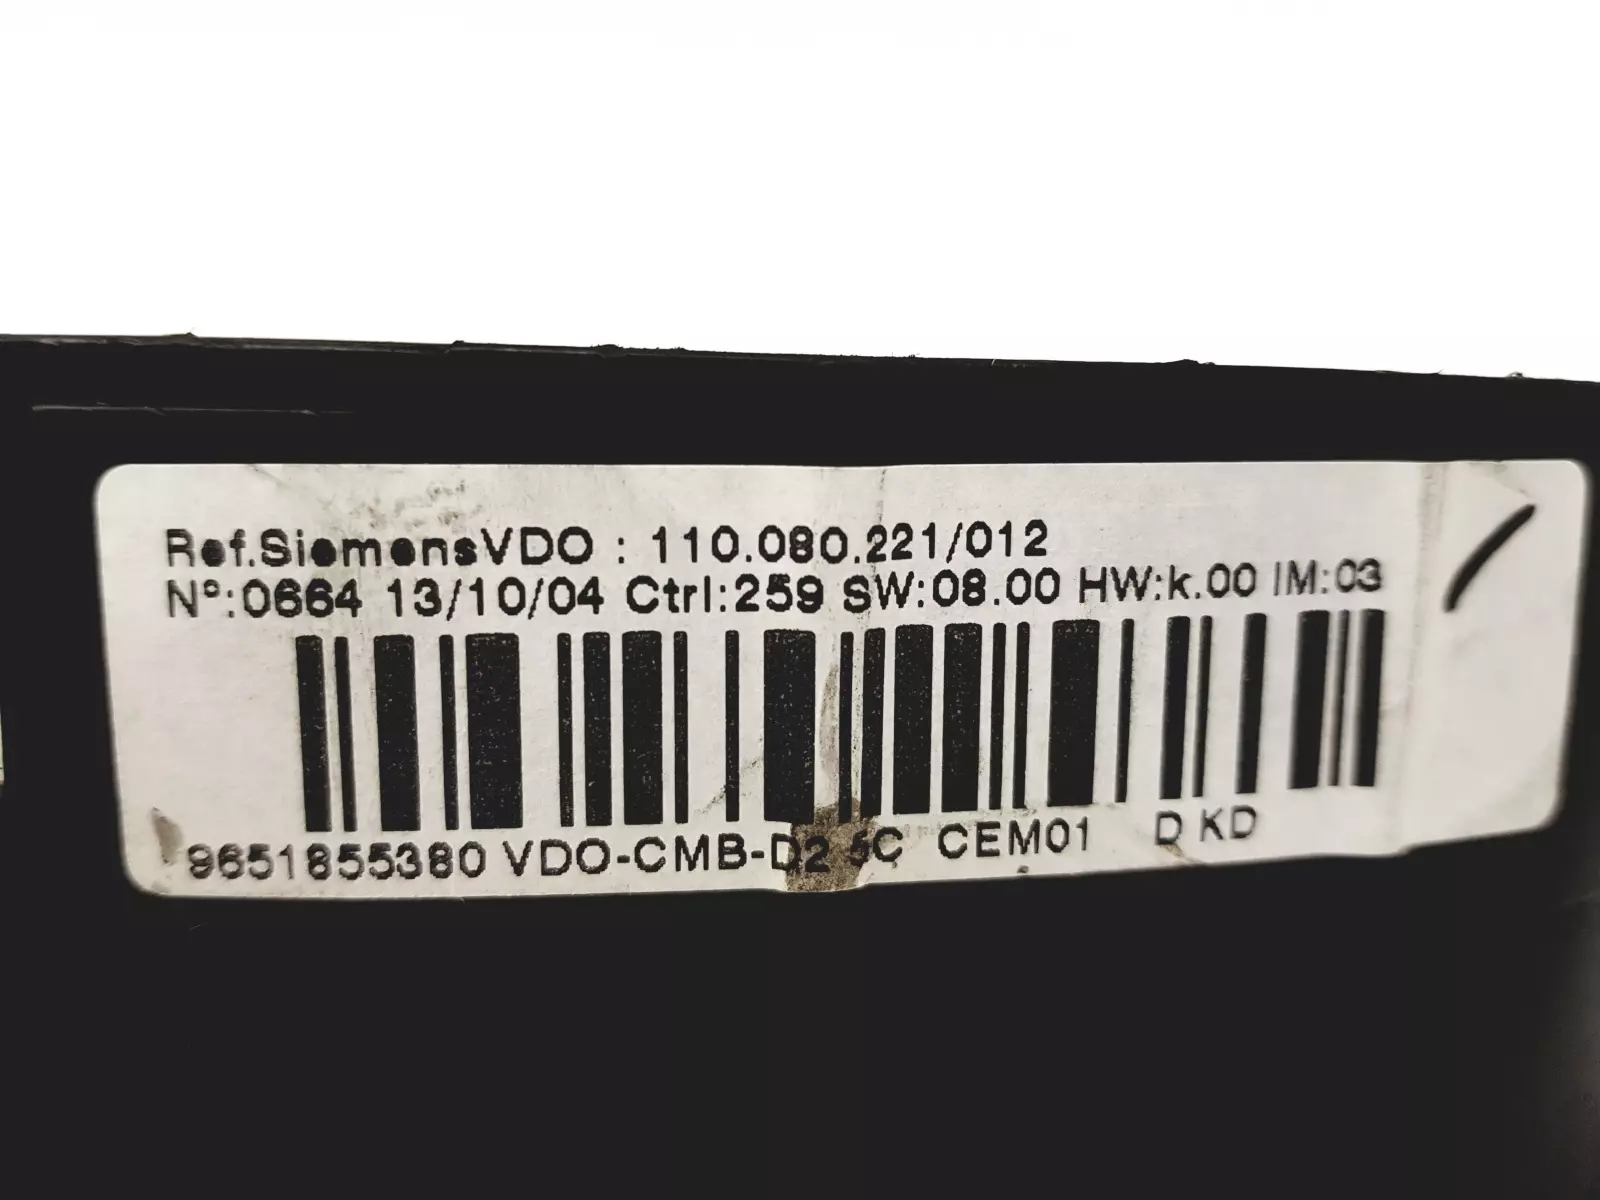 Ref.SiemensVDO : 110.080.221/012
N°:0664 13/10/04 Ctrl:259 SW:08.00 HW:k.00 IM:03
9651855380 VDO-CMB-D2 5C CEM01 D KD